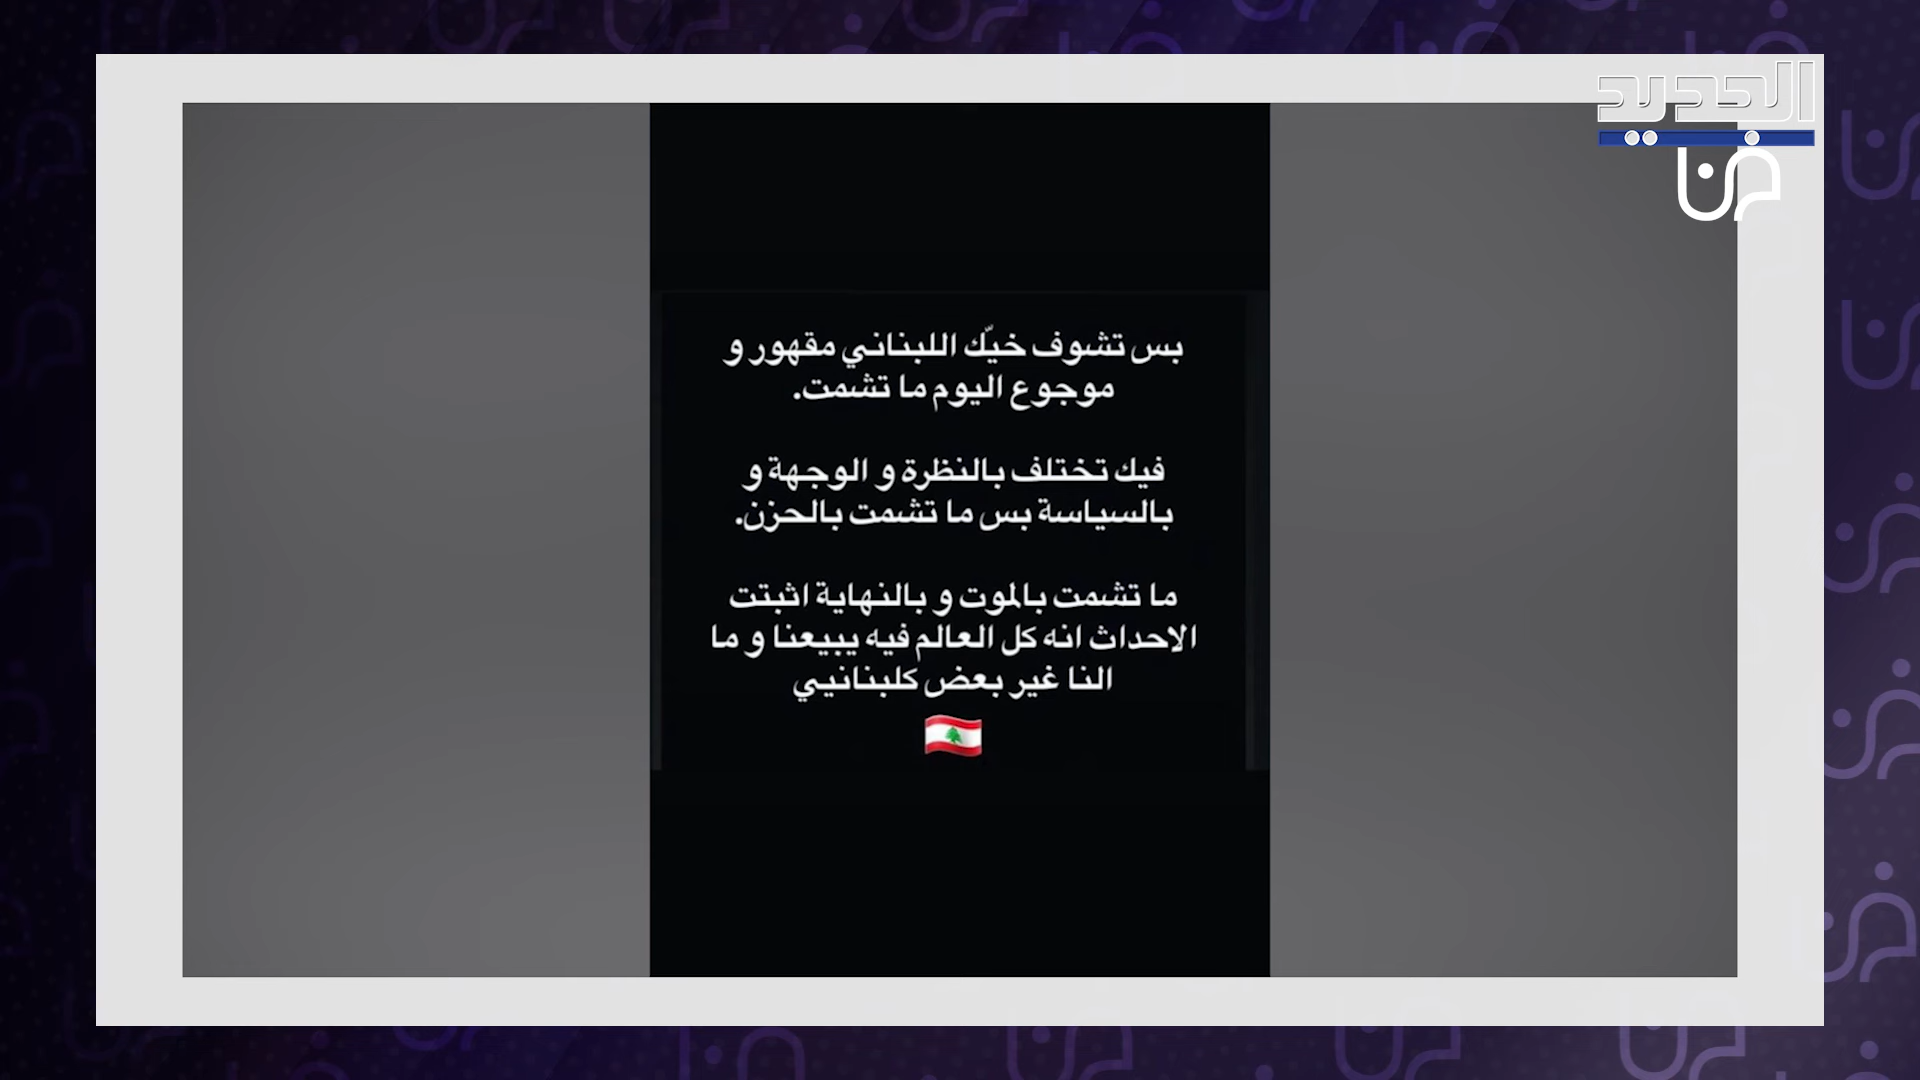 الجديد
فن
بس تشوف خيّك اللبناني مقهور و
موجوع اليوم ما تشمت.
فيك تختلف بالنظرة و الوجهة و
بالسياسة بس ما تشمت بالحزن.
ما تشمت بالموت و بالنهاية اثبتت
الاحداث انه كل العالم فيه يبيعنا و ما
النا غير بعض كلبنانيي